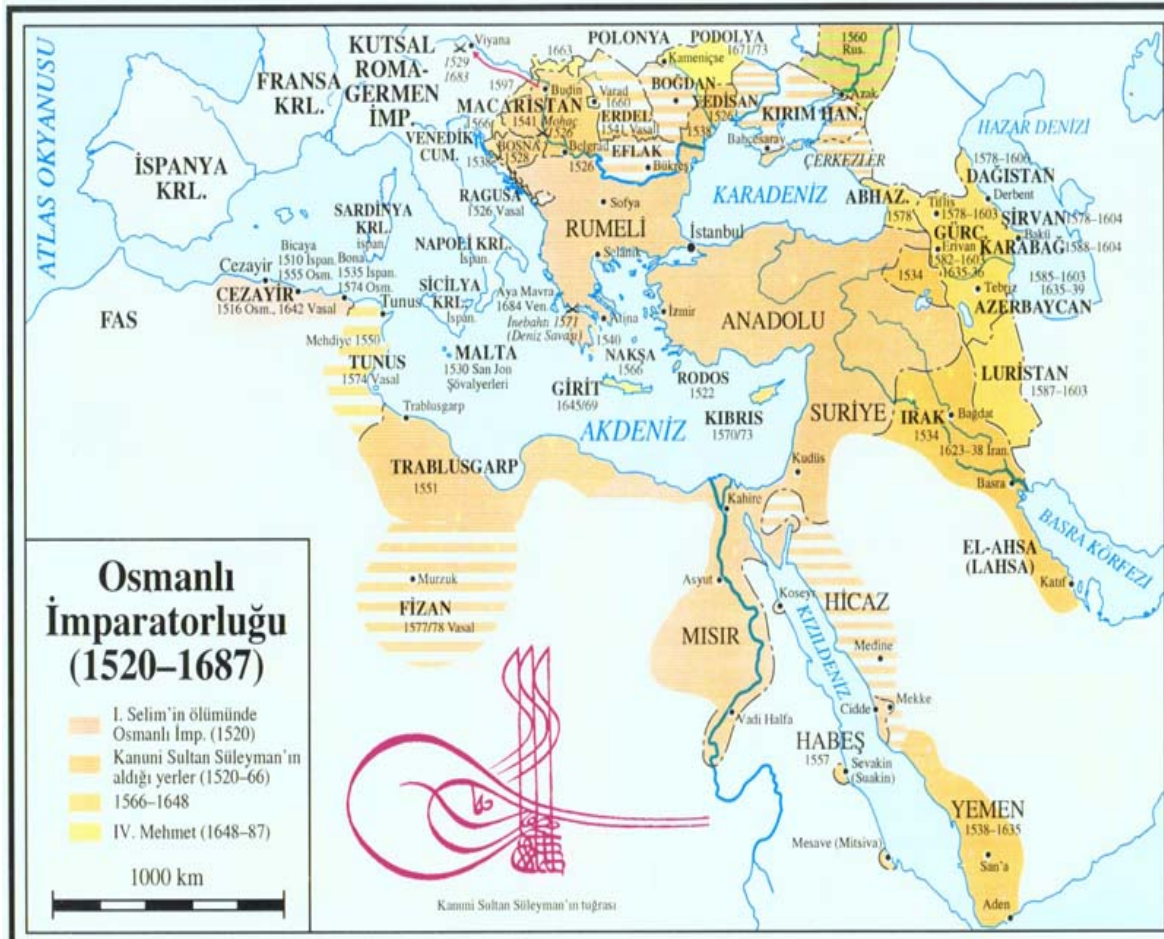 ATLAS OKYANUSU
FRANSA
KRL.
İSPANYA
KRL.
KUTSAL
ROMA-
GERMEN
İMP.
Viyana
1529
1683
1663
POLONYA
PODOLYA
1671/73
Kameniçse
1560
Rus.
Azak
1597
Budin
Varad
1660
BOĞDAN
YEDİSAN
1526
1538
MACARİSTAN
1566
1541
Mohaç
1526
ERDEL
1541 Vasal
KIRIM HAN.
Bahçesaray
ÇERKEZLER
HAZAR DENİZİ
VENEDİK
CUM.
1538
BOSNA
1528
Belgrad
1526
EFLAK
Bükreş
RAGUSA
1526 Vasal
Sofya
RUMELİ
KARADENİZ
İstanbul
Selanik
ABHAZ.
1578
1578–1606
DAĞISTAN
Derbent
Tiflis
1578–1603
ŞİRVAN
1578–1604
Bakü
GÜRC.
Erivan
1582–1603
1635-36
KARABAĞ
1588–1604
1534
Tebriz
1585–1603
1635–39
AZERBAYCAN
SARDİNYA
KRL.
ispan.
NAPOLİ KRL.
İspan.
SİCİLYA
KRL.
İspan.
Cezayir
Bicaya
1510 İspan.
1555 Osm.
Bona
1535 İspan.
1574 Osm.
CEZAYİR
1516 Osm., 1642 Vasal
FAS
Tunus
Mehdiye 1550
TUNUS
1574 Vasal
MALTA
1530 San Jon
Şövalyerleri
Aya Mavra
1684 Ven.
İnebahtı 1571
(Deniz Savaşı)
Atina
1540
İzmir
ANADOLU
NAKŞA
1566
RODOS
1522
GİRİT
1645/69
KIBRIS
1570/73
AKDENİZ
SURİYE
LURİSTAN
1587–1603
IRAK
1534
Bağdat
1623–38 İran.
Basra
Trablusgarp
TRABLUSGARP
1551
Kudüs
Kahire
BASRA KÖRFEZİ
EL-AHSA
(LAHSA)
Katıf
Murzuk
FİZAN
1577/78 Vasal
Asyut
MISIR
Koseyr
HİCAZ
KIZILDENİZ
Medine
Mekke
Cidde
Vadi Halfa
HABEŞ
1557
Sevakin
(Suakin)
YEMEN
1538–1635
Mesave (Mitsiva)
San'a
Aden
Osmanlı
İmparatorluğu
(1520–1687)
I. Selim'in ölümünde
Osmanlı İmp. (1520)
Kanuni Sultan Süleyman'ın
aldığı yerler (1520–66)
1566–1648
IV. Mehmet (1648–87)
1000 km
Kanuni Sultan Süleyman'ın tuğrası